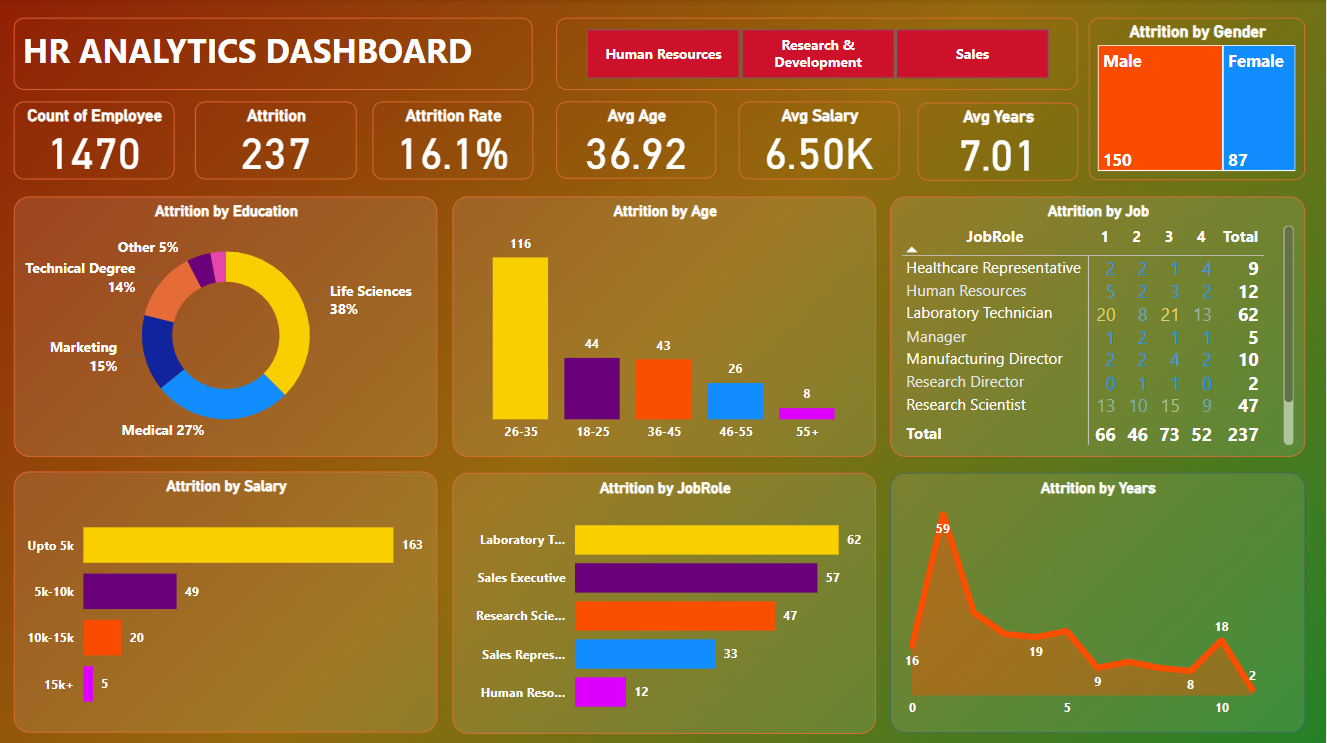 HR ANALYTICS DASHBOARD
Human Resources
Research &
Development
Sales
Attrition by Gender
Male
Female
150
87
Count of Employee
1470
Attrition
237
Attrition Rate
16.1%
Avg Age
36.92
Avg Salary
6.50K
Avg Years
7.01
Attrition by Education
Other 5%
Technical Degree
14%
Life Sciences
38%
Marketing
15%
Medical 27%
Attrition by Age
116
44
43
26
8
26-35
18-25
36-45
46-55
55+
Attrition by Job
JobRole 1 2 3 4 Total
Healthcare Representative 2 2 1 4 9
Human Resources 5 2 3 2 12
Laboratory Technician 20 8 21 13 62
Manager 1 2 1 1 5
Manufacturing Director 2 2 4 2 10
Research Director 0 1 1 0 2
Research Scientist 13 10 15 9 47
Total 66 46 73 52 237
Attrition by Salary
Upto 5k 163
5k-10k 49
10k-15k 20
15k+ 5
Attrition by JobRole
Laboratory T... 62
Sales Executive 57
Research Scie... 47
Sales Repres... 33
Human Reso... 12
Attrition by Years
59
16
19
9
8
18
2
0
5
10